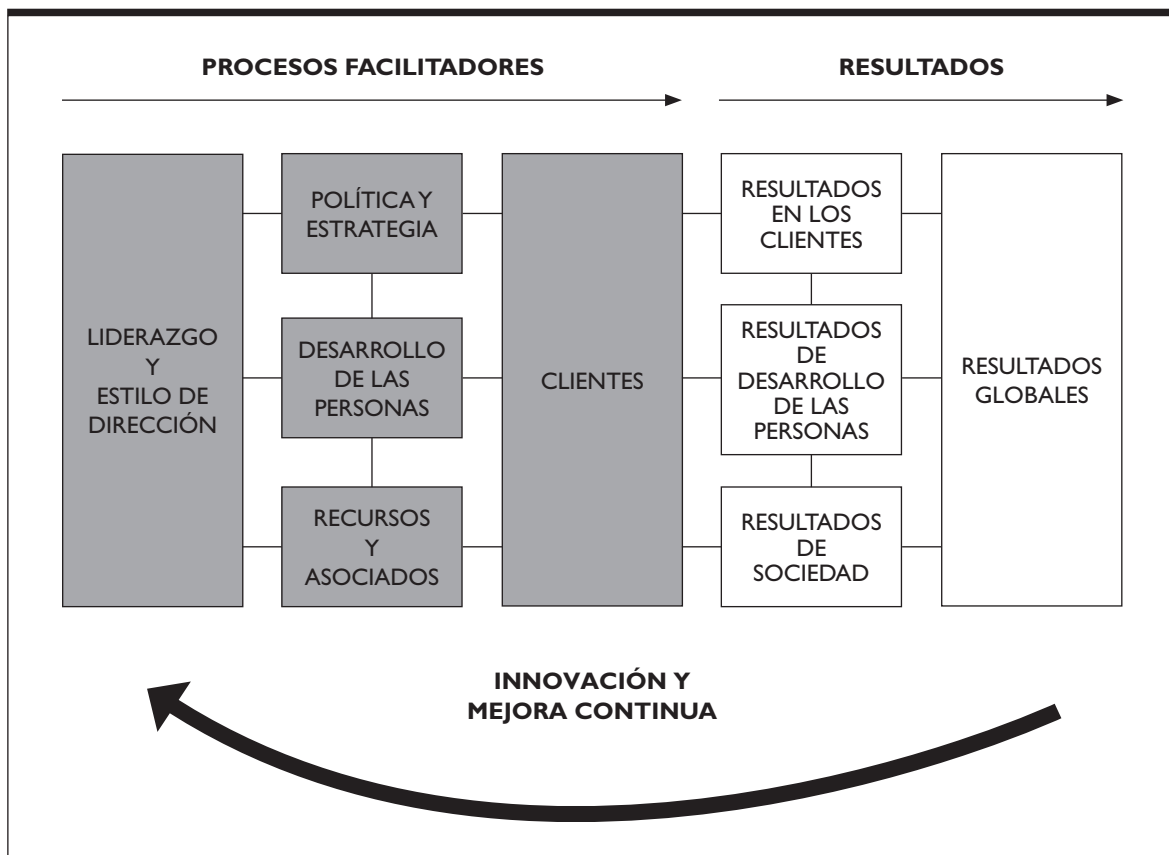 PROCESOS FACILITADORES
RESULTADOS
LIDERAZGO
Y
ESTILO DE
DIRECCIÓN
POLÍTICA Y
ESTRATEGIA
DESARROLLO
DE LAS
PERSONAS
RECURSOS
Y
ASOCIADOS
CLIENTES
RESULTADOS
EN LOS
CLIENTES
RESULTADOS
DE
DESARROLLO
DE LAS
PERSONAS
RESULTADOS
DE
SOCIEDAD
RESULTADOS
GLOBALES
INNOVACIÓN Y
MEJORA CONTINUA